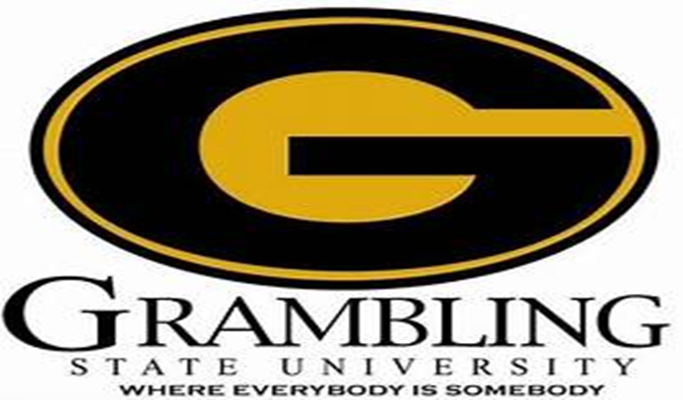 G
GRAMBLING
STATE UNIVERSITY
WHERE EVERYBODY IS SOMEBODY